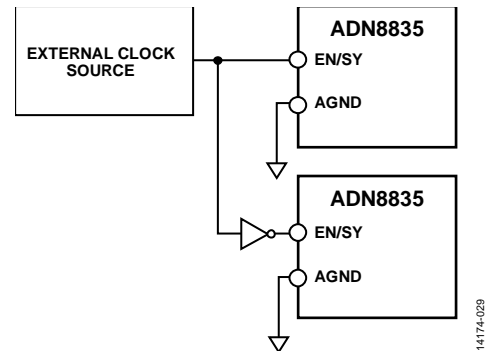 EXTERNAL CLOCK
SOURCE
ADN8835
EN/SY
AGND
ADN8835
EN/SY
AGND
14174-029